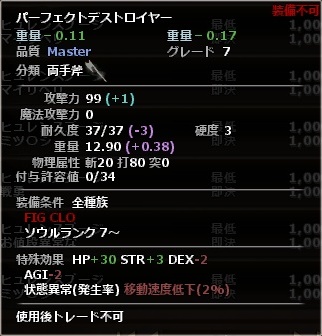 パーフェクトデストロイヤー
装備不可
重量－0.11 重量－0.17
品質 Master グレード 7
分類 両手斧
攻撃力 99 (+1)
魔法攻撃力 0
耐久度 37/37 (-3) 硬度 3
重量 12.90 (+0.38)
物理属性 斬20 打80 突0
付与許容値 0/34
装備条件 全種族
FIG CLO
ソウルランク 7～
特殊効果 HP+30 STR+3 DEX-2
AGI-2
状態異常(発生率) 移動速度低下(2%)
使用後トレード不可